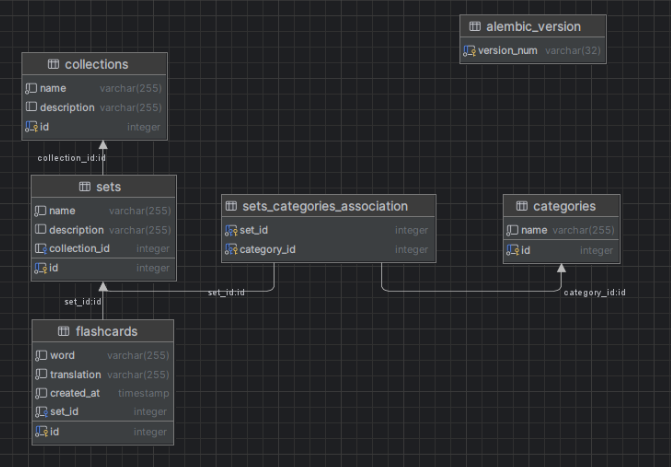 alembic_version
version_num varchar(32)
collections
name varchar(255)
description varchar(255)
id integer
collection_id:id
sets
name varchar(255)
description varchar(255)
collection_id integer
id integer
sets_categories_association
set_id integer
category_id integer
categories
name varchar(255)
id integer
set_id:id
set_id:id
category_id:id
flashcards
word varchar(255)
translation varchar(255)
created_at timestamp
set_id integer
id integer